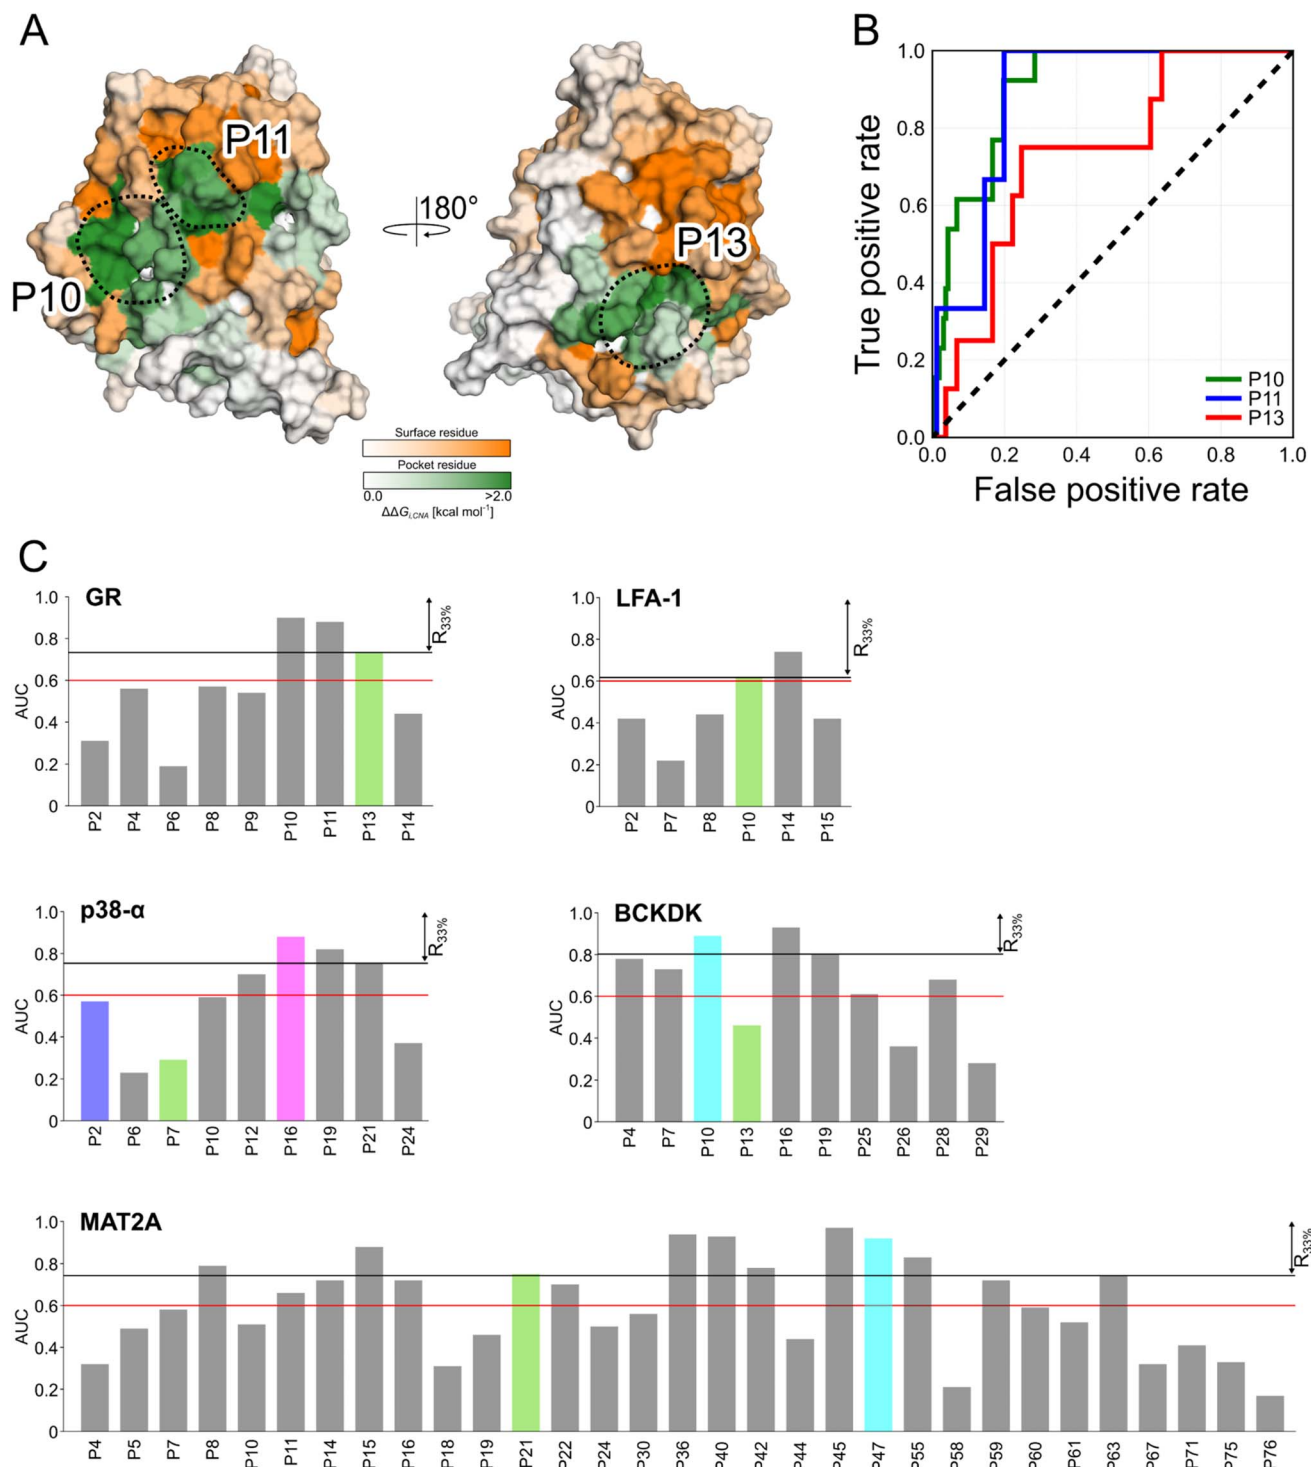 A
P11
P10
180°
P13
Surface residue
Pocket residue
0.0 >2.0
ΔΔG_LCNA [kcal mol⁻¹]
B
1.0
0.8
0.6
0.4
0.2
0.0
0.0 0.2 0.4 0.6 0.8 1.0
True positive rate
False positive rate
P10
P11
P13
C
GR
1.0
0.8
0.6
0.4
0.2
0
AUC
R33%
P2 P4 P6 P8 P9 P10 P11 P13 P14
LFA-1
1.0
0.8
0.6
0.4
0.2
0
AUC
R33%
P2 P7 P8 P10 P14 P15
p38-α
1.0
0.8
0.6
0.4
0.2
0
AUC
R33%
P2 P6 P7 P10 P12 P16 P19 P21 P24
BCKDK
1.0
0.8
0.6
0.4
0.2
0
AUC
R33%
P4 P7 P10 P13 P16 P19 P25 P26 P28 P29
MAT2A
1.0
0.8
0.6
0.4
0.2
0
AUC
R33%
P4 P5 P7 P8 P10 P11 P14 P15 P16 P18 P19 P21 P22 P24 P30 P36 P40 P42 P44 P45 P47 P55 P58 P59 P60 P61 P63 P67 P71 P75 P76